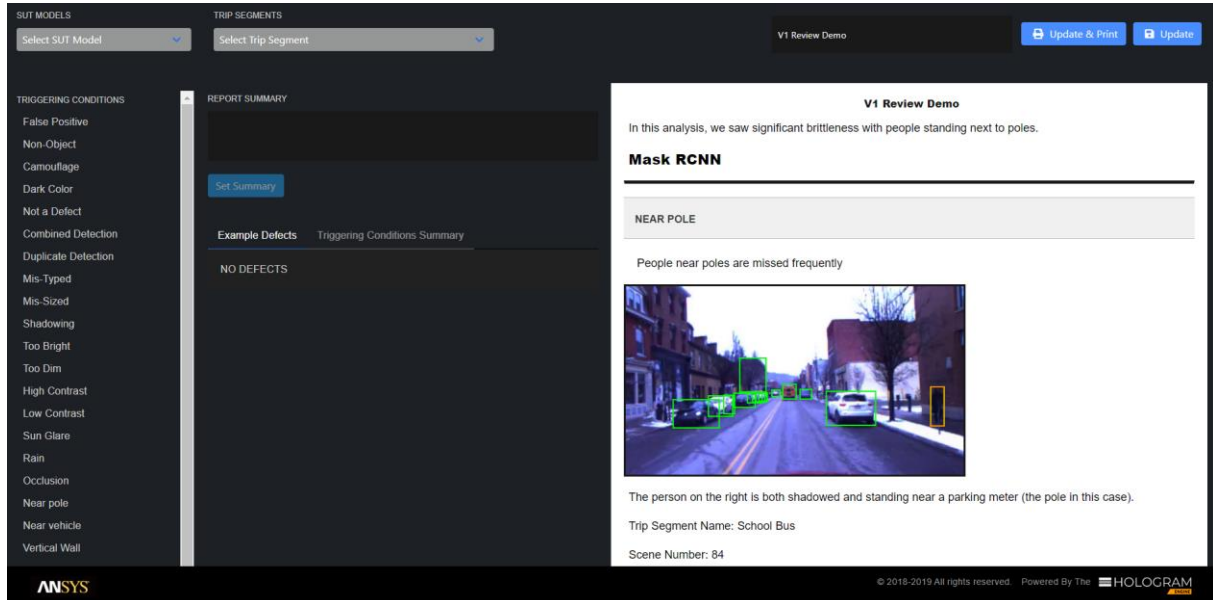 SUT MODELS
Select SUT Model
TRIP SEGMENTS
Select Trip Segment
V1 Review Demo
Update & Print
Update
TRIGGERING CONDITIONS
False Positive
Non-Object
Camouflage
Dark Color
Not a Defect
Combined Detection
Duplicate Detection
Mis-Typed
Mis-Sized
Shadowing
Too Bright
Too Dim
High Contrast
Low Contrast
Sun Glare
Rain
Occlusion
Near pole
Near vehicle
Vertical Wall
REPORT SUMMARY
Set Summary
Example Defects
Triggering Conditions Summary
NO DEFECTS
V1 Review Demo
In this analysis, we saw significant brittleness with people standing next to poles.
Mask RCNN
NEAR POLE
People near poles are missed frequently
The person on the right is both shadowed and standing near a parking meter (the pole in this case).
Trip Segment Name: School Bus
Scene Number: 84
ANSYS
© 2018-2019 All rights reserved. Powered By The HOLOGRAM
ENGINE